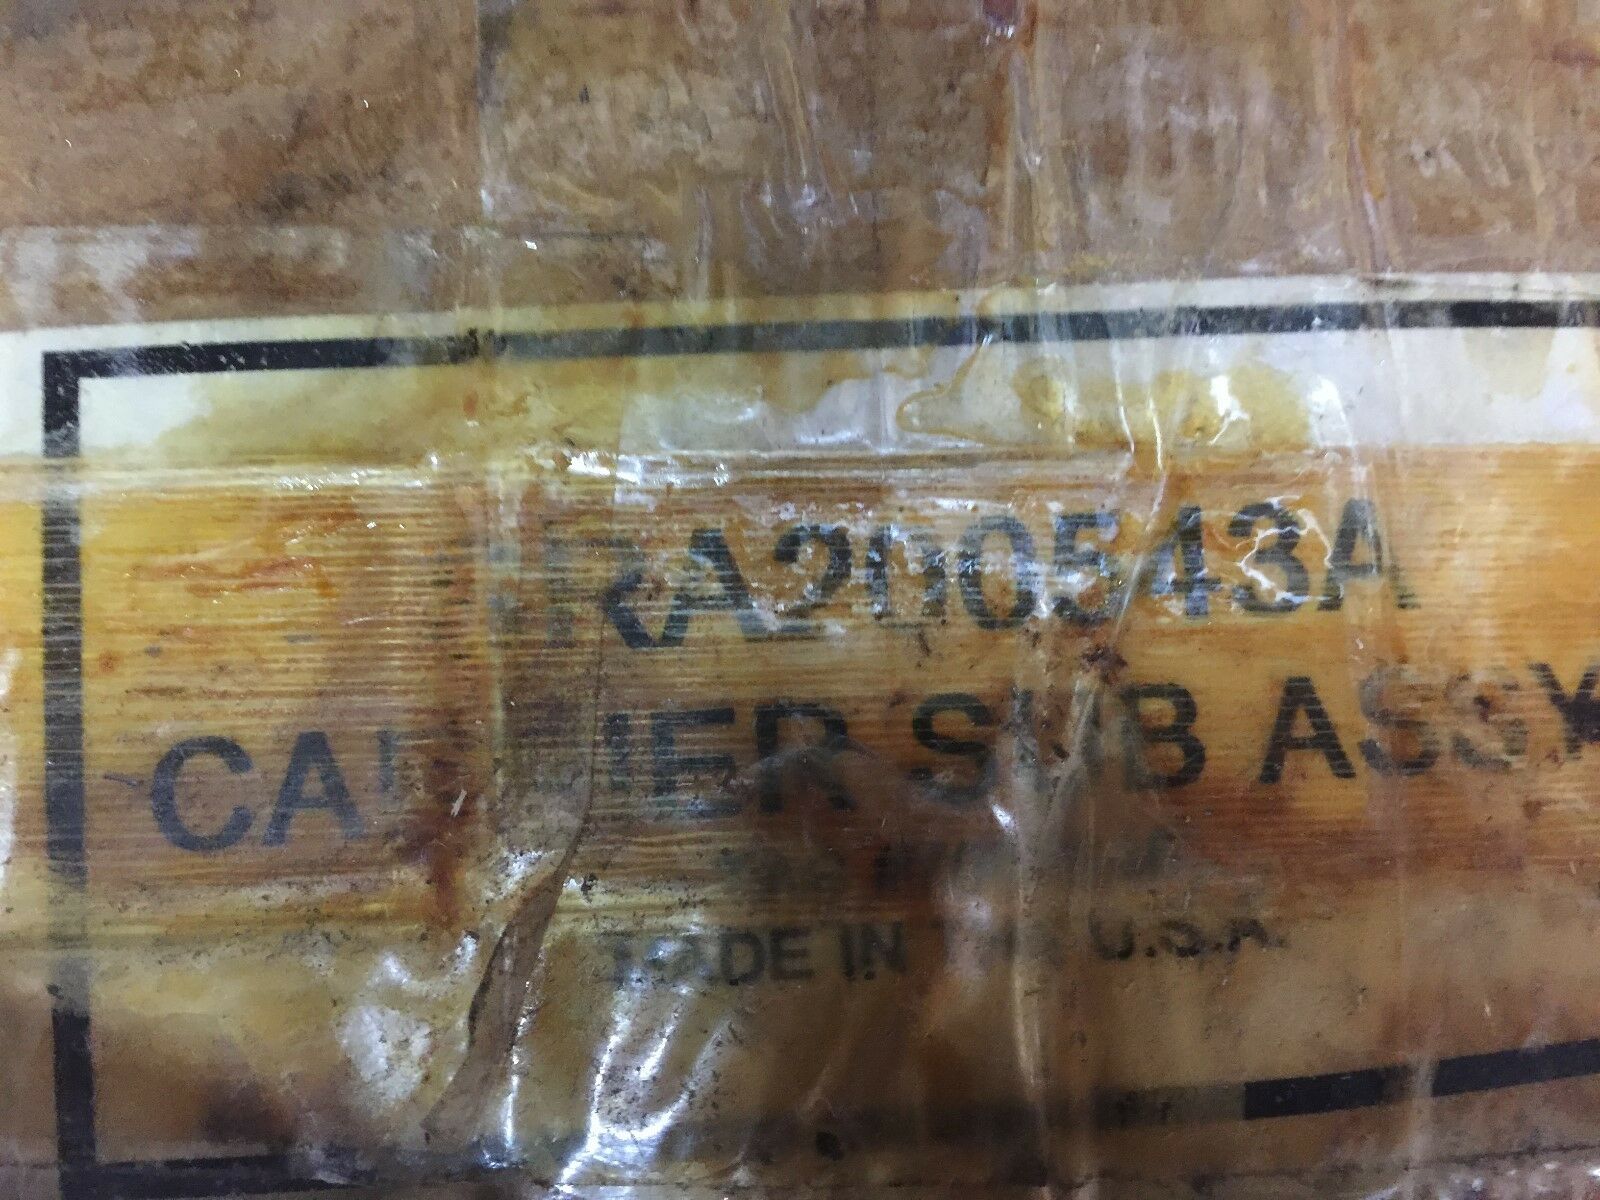 RA200543A
CARRIER SUB ASSY
MADE IN THE U.S.A.